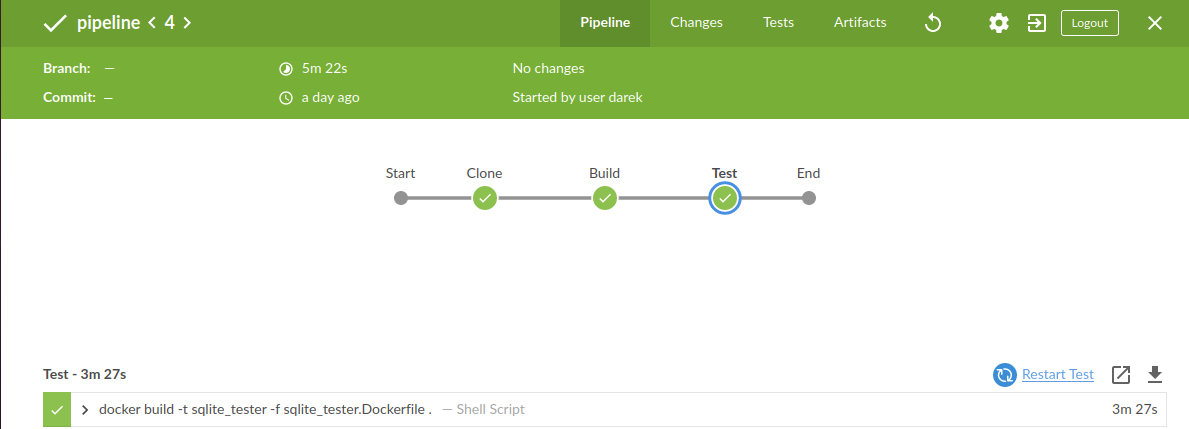 pipeline < 4 > Pipeline Changes Tests Artifacts Logout
Branch: — 5m 22s No changes
Commit: — a day ago Started by user darek
Start Clone Build Test End
Test - 3m 27s Restart Test
docker build -t sqlite_tester -f sqlite_tester.Dockerfile . — Shell Script 3m 27s